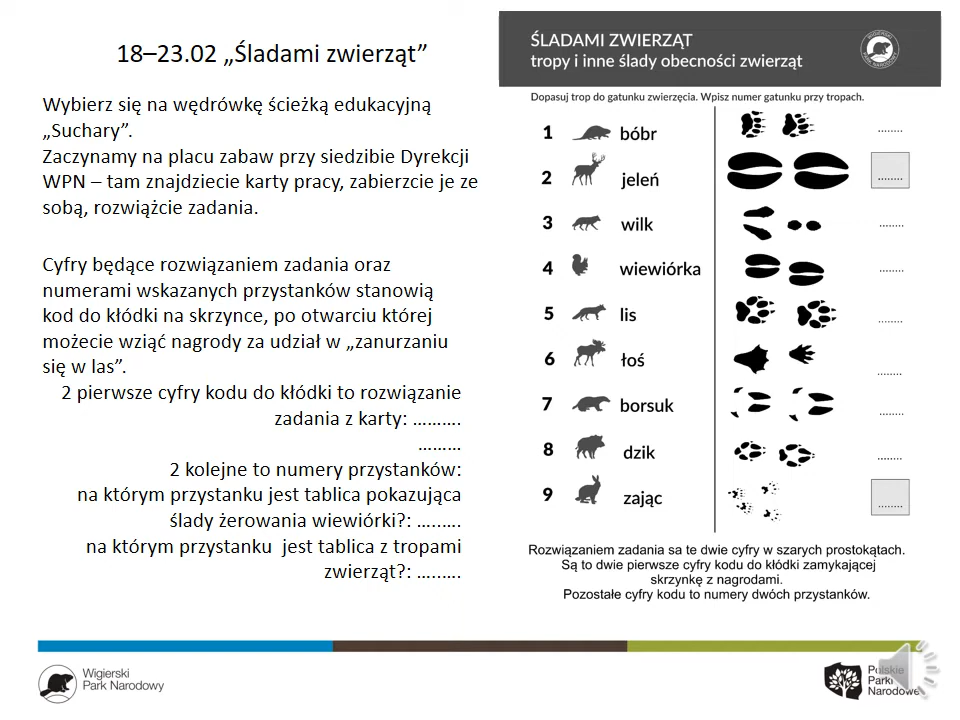 18–23.02 „Śladami zwierząt”
Wybierz się na wędrówkę ścieżką edukacyjną
„Suchary”.
Zaczynamy na placu zabaw przy siedzibie Dyrekcji
WPN – tam znajdziecie karty pracy, zabierzcie je ze
sobą, rozwiążcie zadania.
Cyfry będące rozwiązaniem zadania oraz
numerami wskazanych przystanków stanowią
kod do kłódki na skrzynce, po otwarciu której
możecie wziąć nagrody za udział w „zanurzaniu
się w las”.
2 pierwsze cyfry kodu do kłódki to rozwiązanie
zadania z karty: ……….
………
2 kolejne to numery przystanków:
na którym przystanku jest tablica pokazująca
ślady żerowania wiewiórki?: ………
na którym przystanku jest tablica z tropami
zwierząt?: ………
ŚLADAMI ZWIERZĄT
tropy i inne ślady obecności zwierząt
WIGIERSKI
PARK NARODOWY
Dopasuj trop do gatunku zwierzęcia. Wpisz numer gatunku przy tropach.
1 bóbr ........
2 jeleń ........
3 wilk ........
4 wiewiórka ........
5 lis ........
6 łoś ........
7 borsuk ........
8 dzik ........
9 zając ........
Rozwiązaniem zadania sa te dwie cyfry w szarych prostokątach.
Są to dwie pierwsze cyfry kodu do kłódki zamykającej
skrzynkę z nagrodami.
Pozostałe cyfry kodu to numery dwóch przystanków.
Wigierski
Park Narodowy
Polskie
Parki
Narodowe